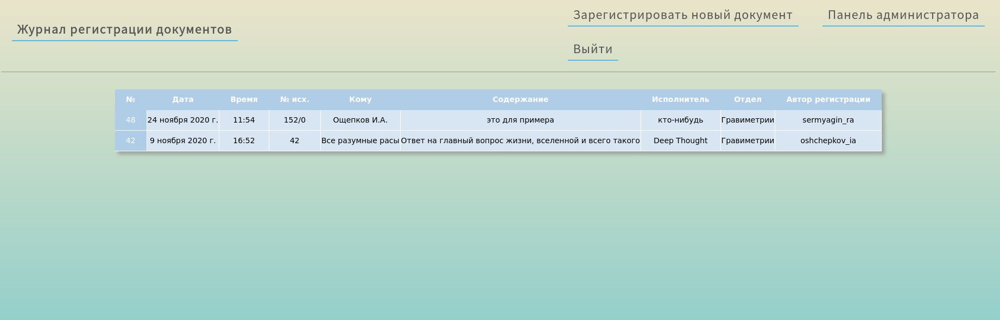 Журнал регистрации документов
Зарегистрировать новый документ Панель администратора
Выйти
№ Дата Время № исх. Кому Содержание Исполнитель Отдел Автор регистрации
48 24 ноября 2020 г. 11:54 152/0 Ощепков И.А. это для примера кто-нибудь Гравиметрии sermyagin_ra
42 9 ноября 2020 г. 16:52 42 Все разумные расы Ответ на главный вопрос жизни, вселенной и всего такого Deep Thought Гравиметрии oshchepkov_ia